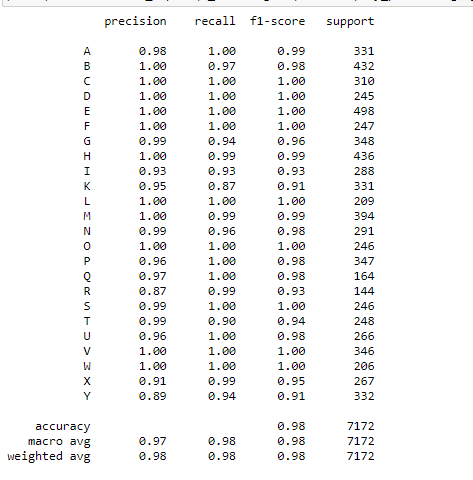 precision recall f1-score support
A 0.98 1.00 0.99 331
B 1.00 0.97 0.98 432
C 1.00 1.00 1.00 310
D 1.00 1.00 1.00 245
E 1.00 1.00 1.00 498
F 1.00 1.00 1.00 247
G 0.99 0.94 0.96 348
H 1.00 0.99 0.99 436
I 0.93 0.93 0.93 288
K 0.95 0.87 0.91 331
L 1.00 1.00 1.00 209
M 1.00 0.99 0.99 394
N 0.99 0.96 0.98 291
O 1.00 1.00 1.00 246
P 0.96 1.00 0.98 347
Q 0.97 1.00 0.98 164
R 0.87 0.99 0.93 144
S 0.99 1.00 1.00 246
T 0.99 0.90 0.94 248
U 0.96 1.00 0.98 266
V 1.00 1.00 1.00 346
W 1.00 1.00 1.00 206
X 0.91 0.99 0.95 267
Y 0.89 0.94 0.91 332
accuracy 0.98 7172
macro avg 0.97 0.98 0.98 7172
weighted avg 0.98 0.98 0.98 7172